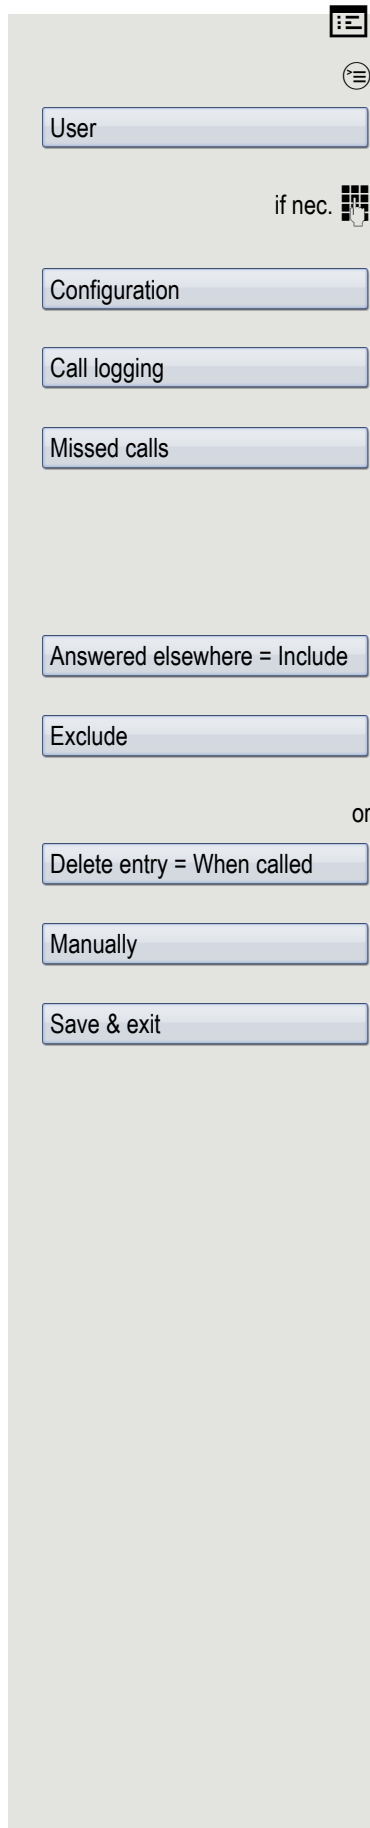 User
if nec.
Configuration
Call logging
Missed calls
Answered elsewhere = Include
Exclude
or
Delete entry = When called
Manually
Save & exit